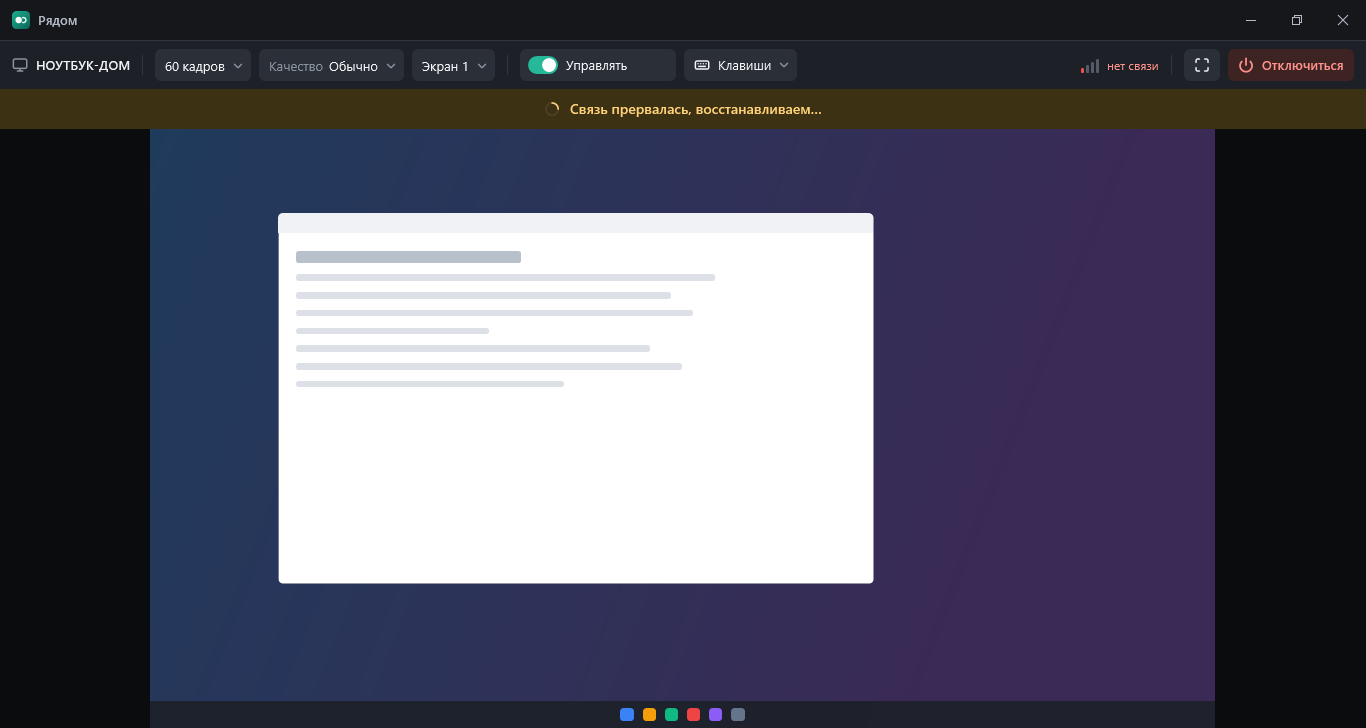 Рядом
НОУТБУК-ДОМ 60 кадров Качество Обычно Экран 1 Управлять Клавиши нет связи Отключиться
Связь прервалась, восстанавливаем...